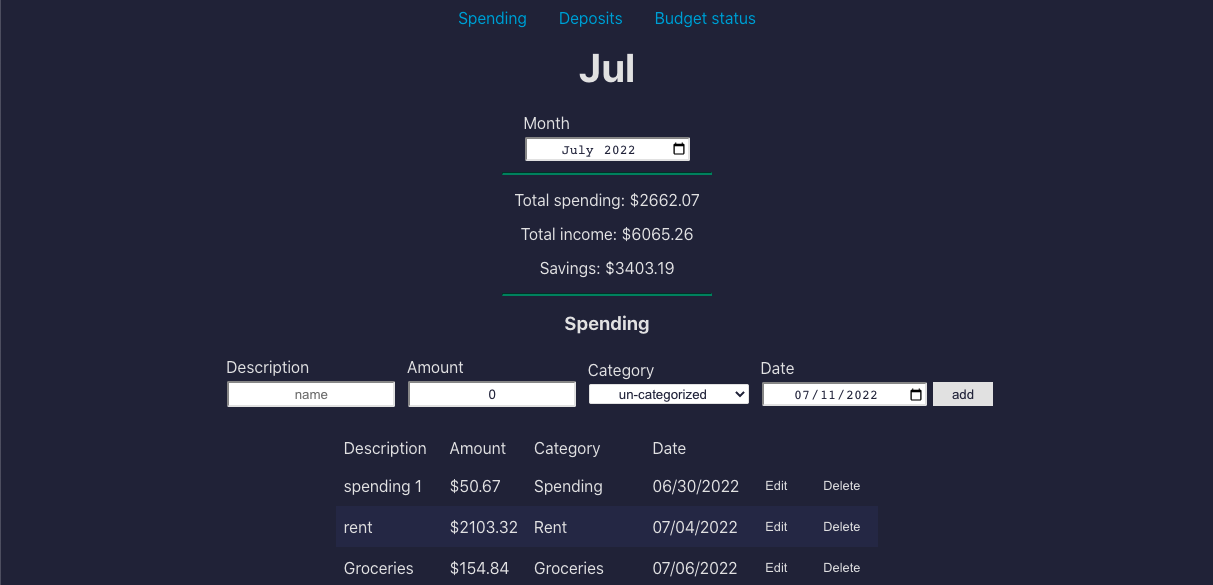 Spending Deposits Budget status
Jul
Month
July 2022
Total spending: $2662.07
Total income: $6065.26
Savings: $3403.19
Spending
Description Amount Category Date
name 0 un-categorized 07/11/2022 add
Description Amount Category Date
spending 1 $50.67 Spending 06/30/2022 Edit Delete
rent $2103.32 Rent 07/04/2022 Edit Delete
Groceries $154.84 Groceries 07/06/2022 Edit Delete